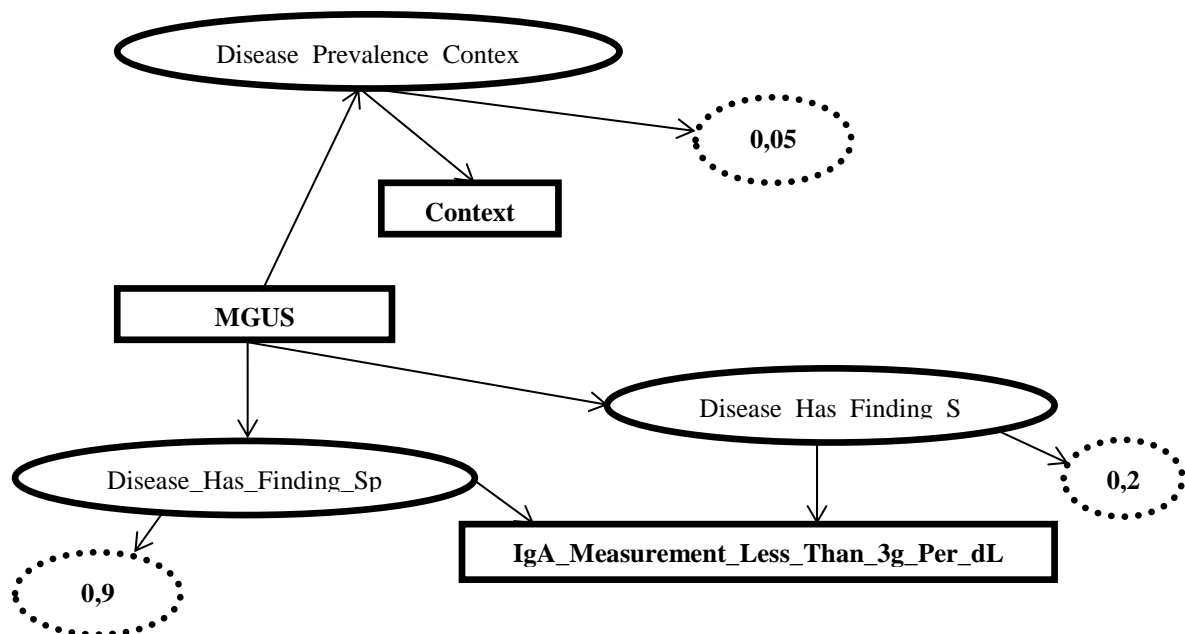 Disease Prevalence Contex
0,05
Context
MGUS
Disease Has Finding S
Disease_Has_Finding_Sp
0,2
IgA_Measurement_Less_Than_3g_Per_dL
0,9